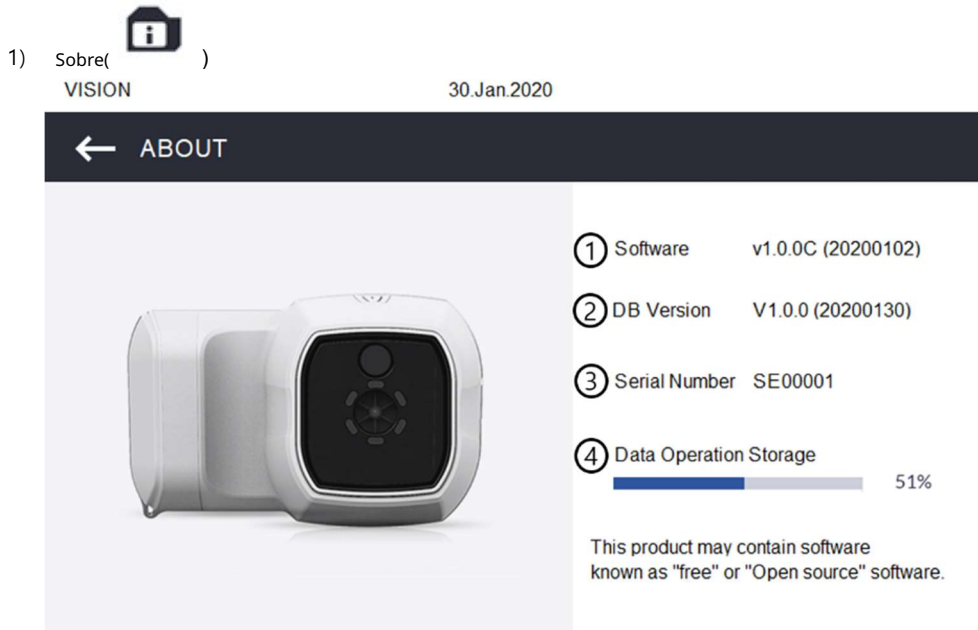 1) Sobre( )
VISION 30.Jan.2020
ABOUT
1 Software v1.0.0C (20200102)
2 DB Version V1.0.0 (20200130)
3 Serial Number SE00001
4 Data Operation Storage
51%
This product may contain software
known as "free" or "Open source" software.